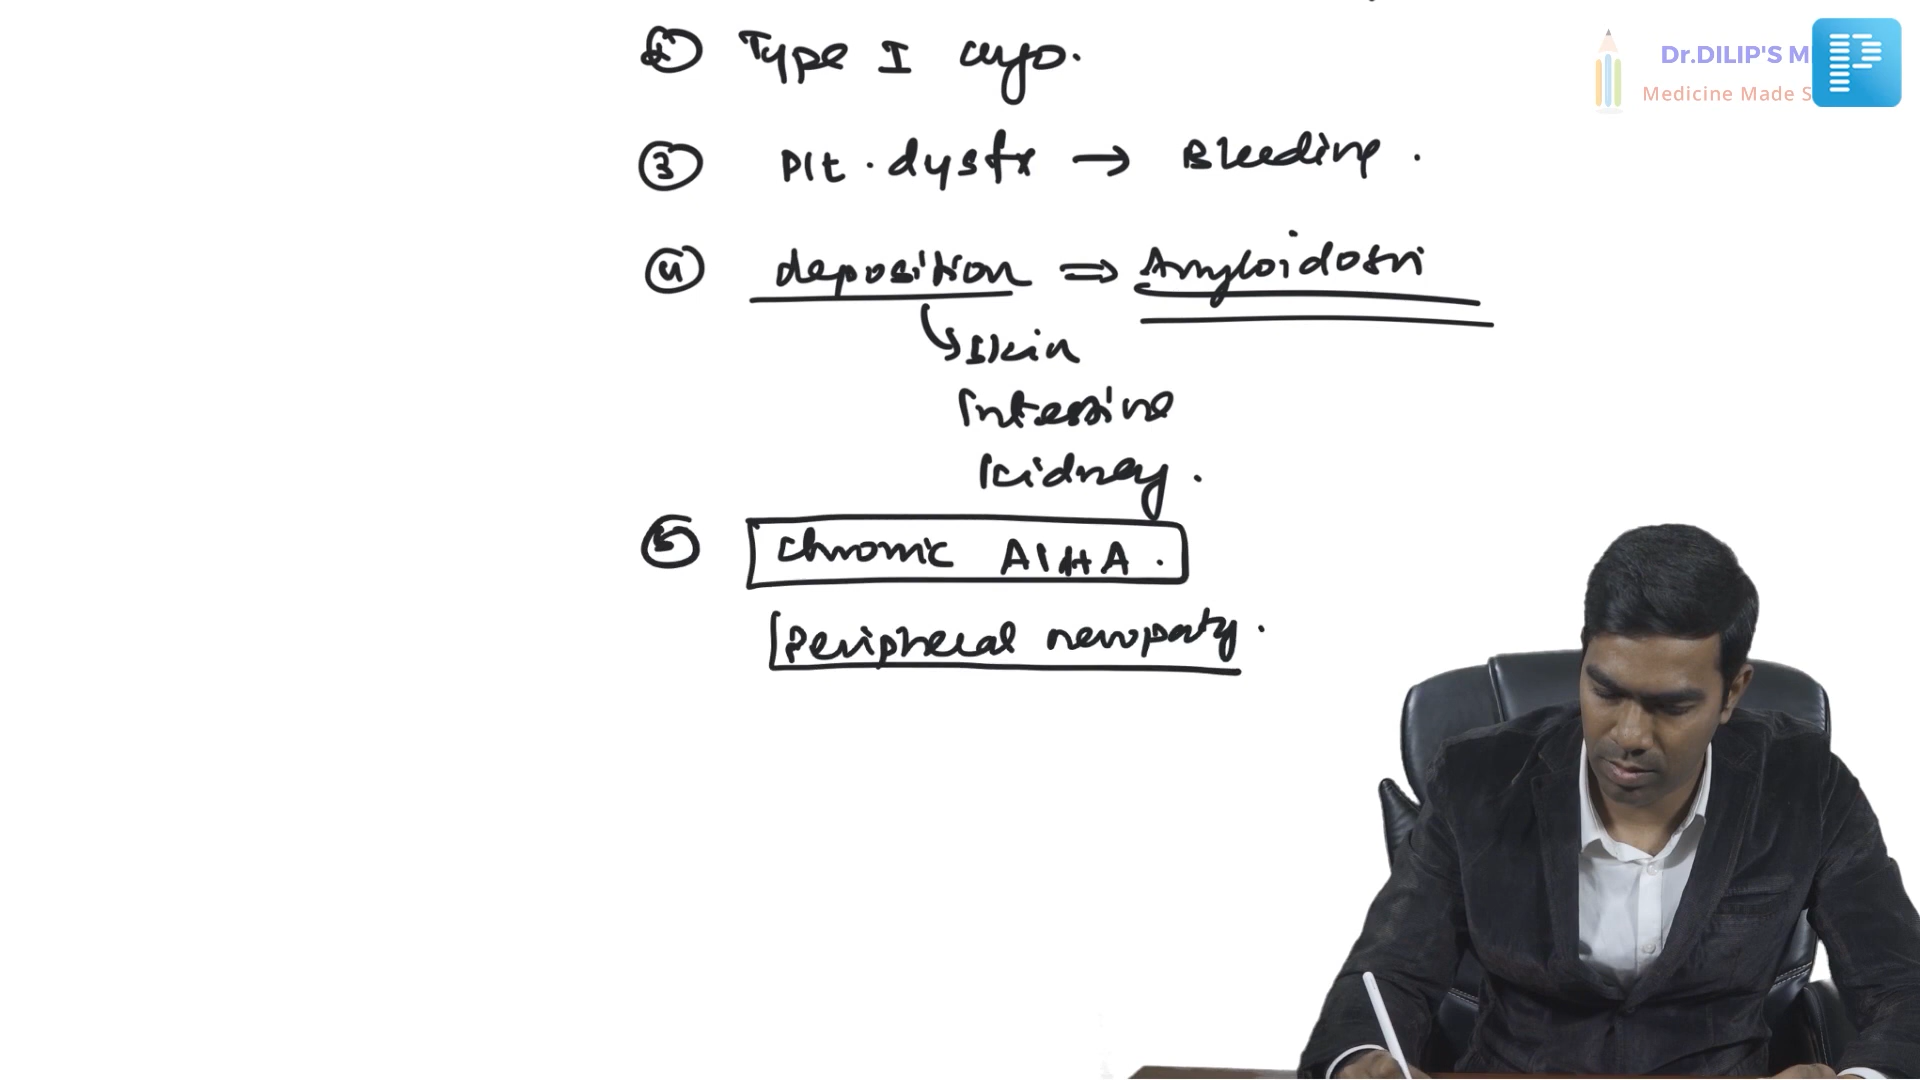 ② Type I cryo.
Dr.DILIP'S M
Medicine Made S
③ Plt. dysfx → Bleeding.
④ deposition ⇒ Amyloidosis
skin
Intestine
kidney.
⑤ chronic AIHA.
Peripheral neuropathy.